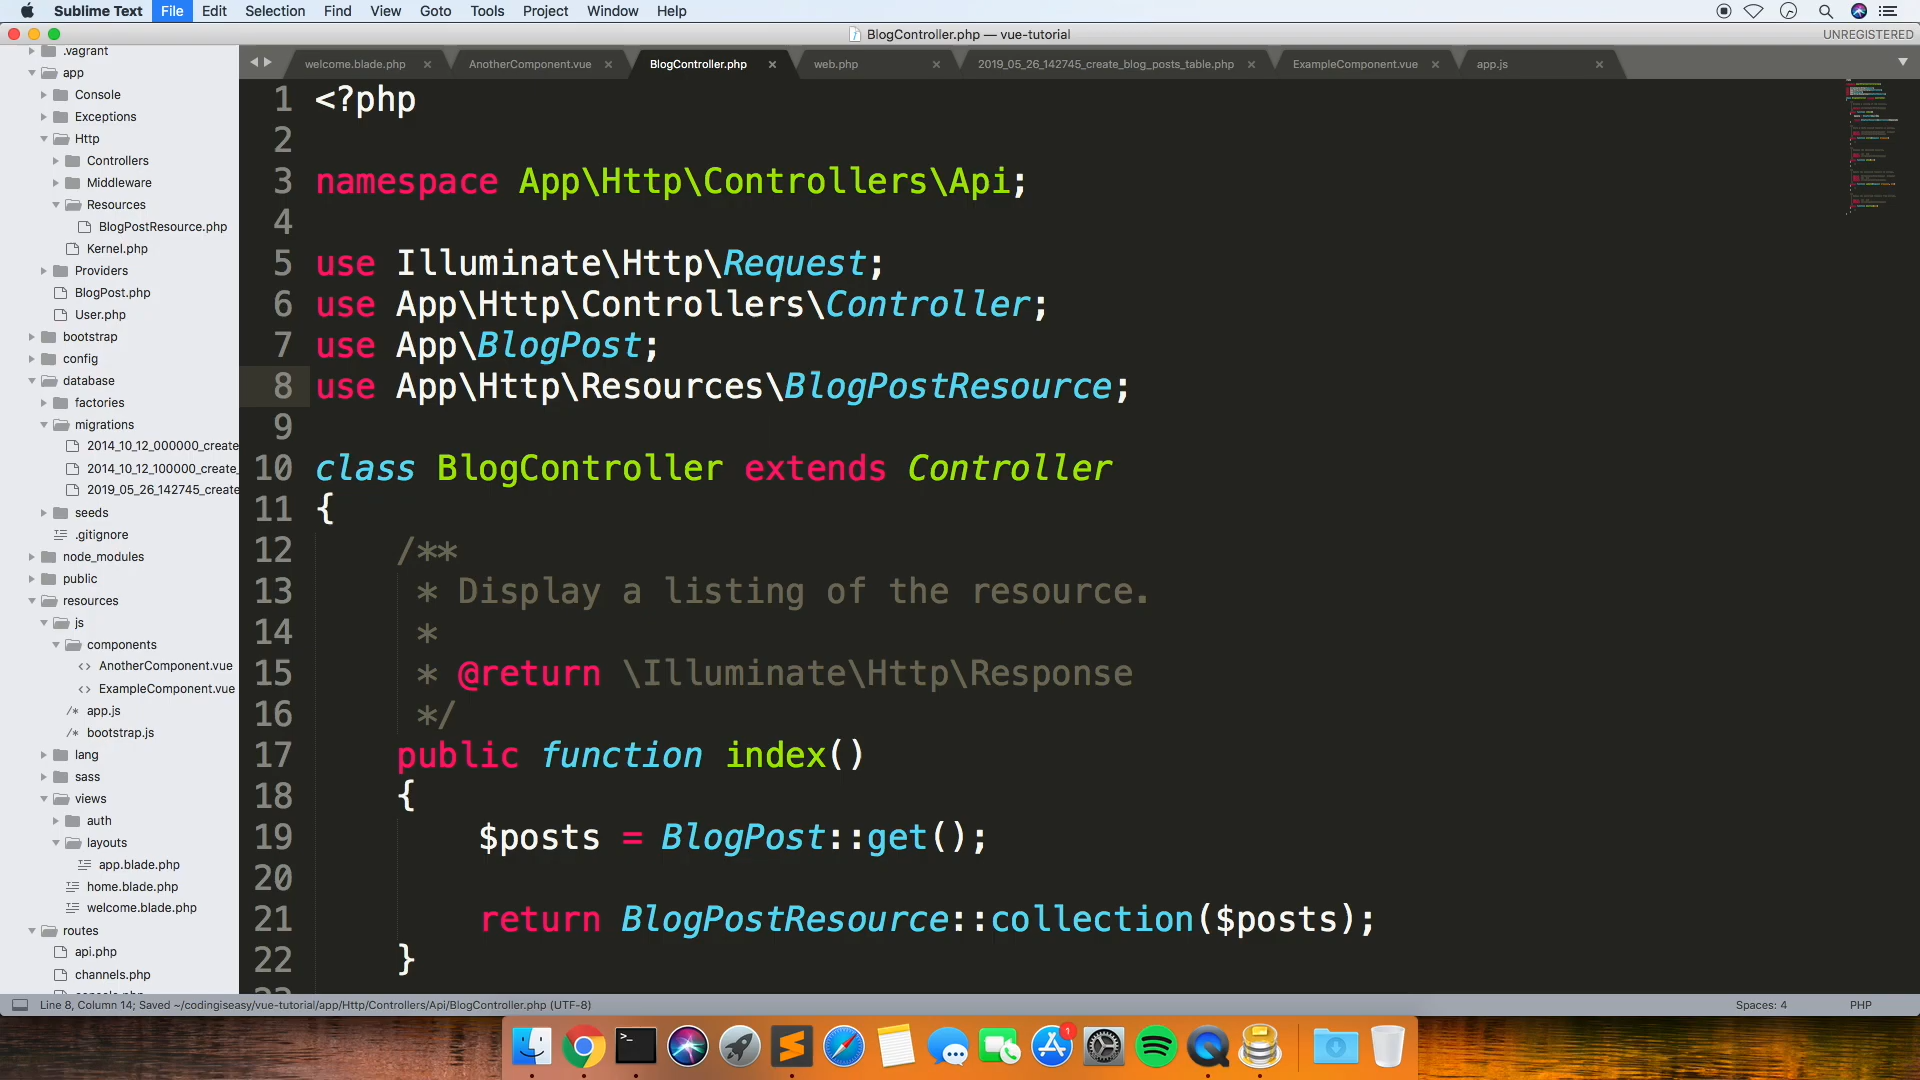 Sublime Text File Edit Selection Find View Goto Tools Project Window Help
BlogController.php — vue-tutorial
UNREGISTERED
welcome.blade.php AnotherComponent.vue BlogController.php web.php 2019_05_26_142745_create_blog_posts_table.php ExampleComponent.vue app.js
.vagrant
app
Console
Exceptions
Http
Controllers
Middleware
Resources
BlogPostResource.php
Kernel.php
Providers
BlogPost.php
User.php
bootstrap
config
database
factories
migrations
2014_10_12_000000_create
2014_10_12_100000_create_
2019_05_26_142745_create
seeds
.gitignore
node_modules
public
resources
js
components
AnotherComponent.vue
ExampleComponent.vue
app.js
bootstrap.js
lang
sass
views
auth
layouts
app.blade.php
home.blade.php
welcome.blade.php
routes
api.php
channels.php
1 <?php
2
3 namespace App\Http\Controllers\Api;
4
5 use Illuminate\Http\Request;
6 use App\Http\Controllers\Controller;
7 use App\BlogPost;
8 use App\Http\Resources\BlogPostResource;
9
10 class BlogController extends Controller
11 {
12 /**
13 * Display a listing of the resource.
14 *
15 * @return \Illuminate\Http\Response
16 */
17 public function index()
18 {
19 $posts = BlogPost::get();
20
21 return BlogPostResource::collection($posts);
22 }
Line 8, Column 14; Saved ~/codingiseasy/vue-tutorial/app/Http/Controllers/Api/BlogController.php (UTF-8)
Spaces: 4 PHP
1